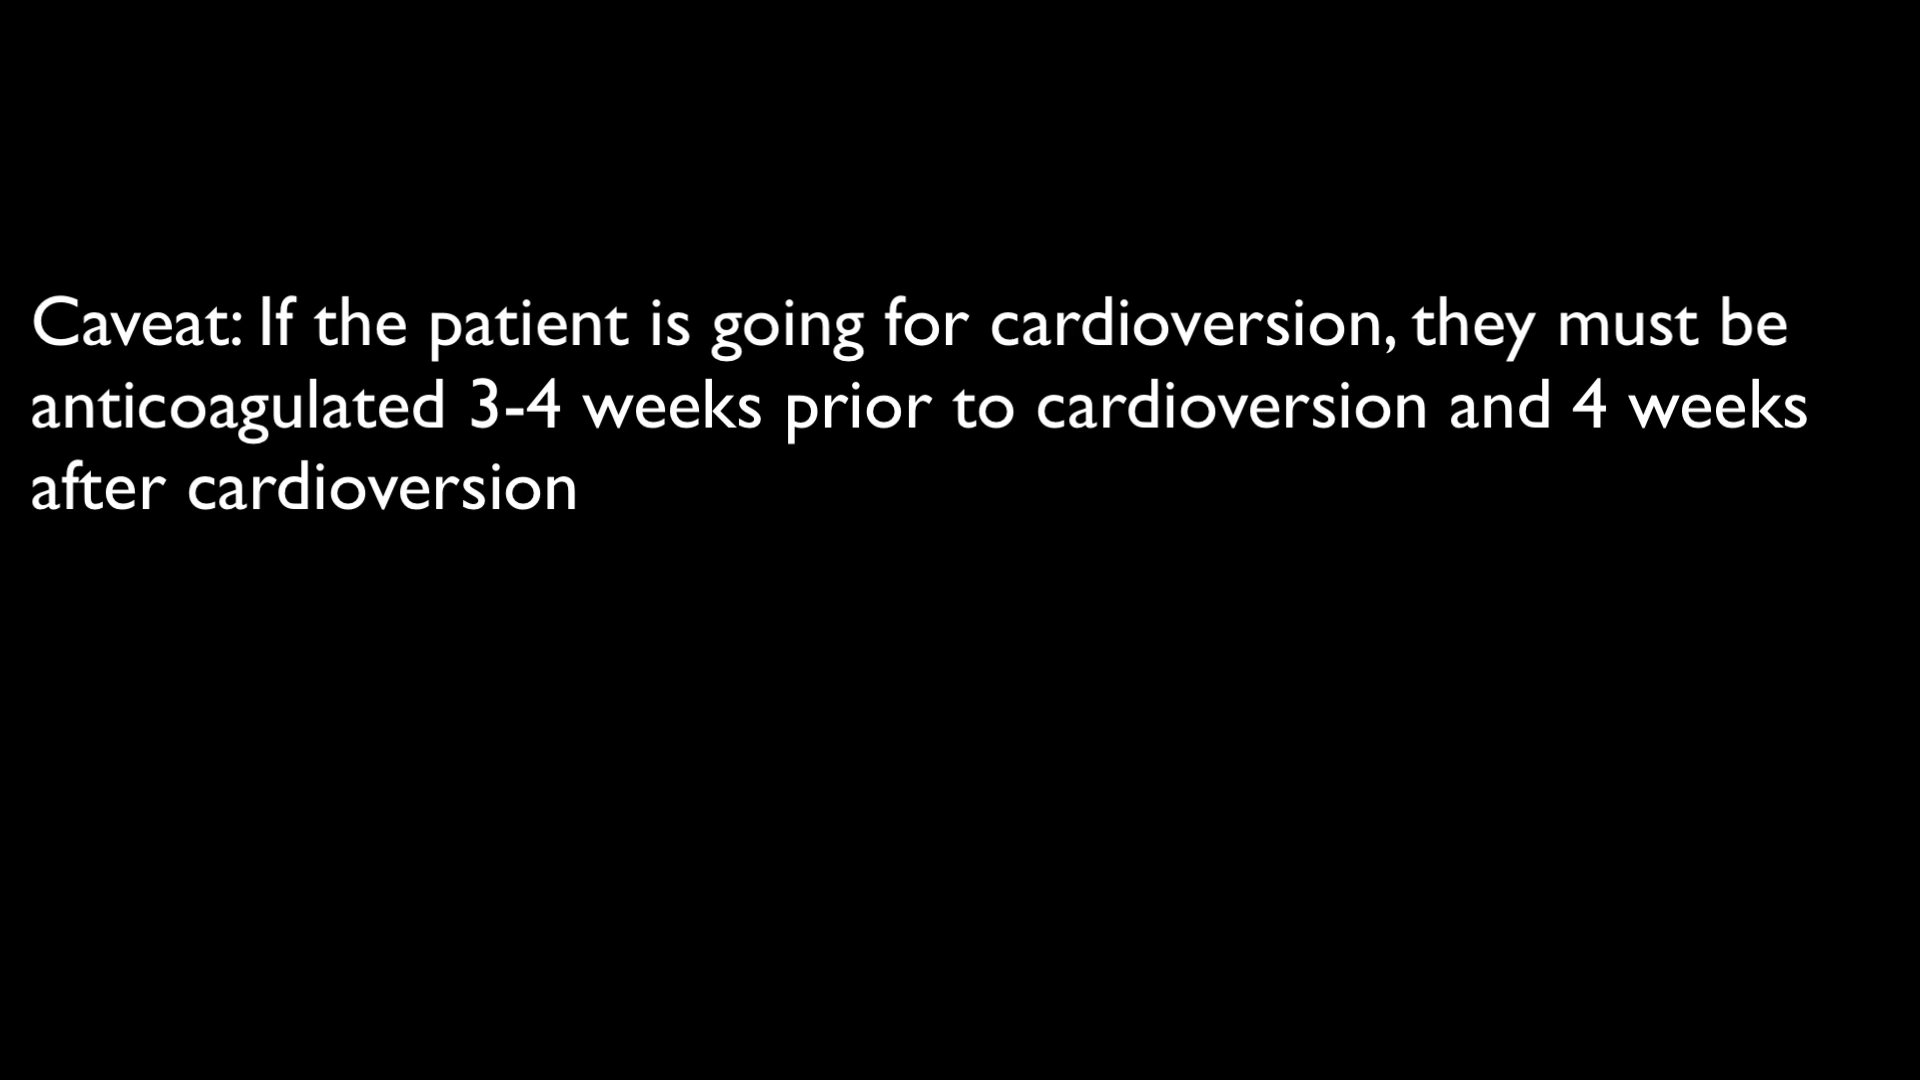 Caveat: If the patient is going for cardioversion, they must be
anticoagulated 3-4 weeks prior to cardioversion and 4 weeks
after cardioversion